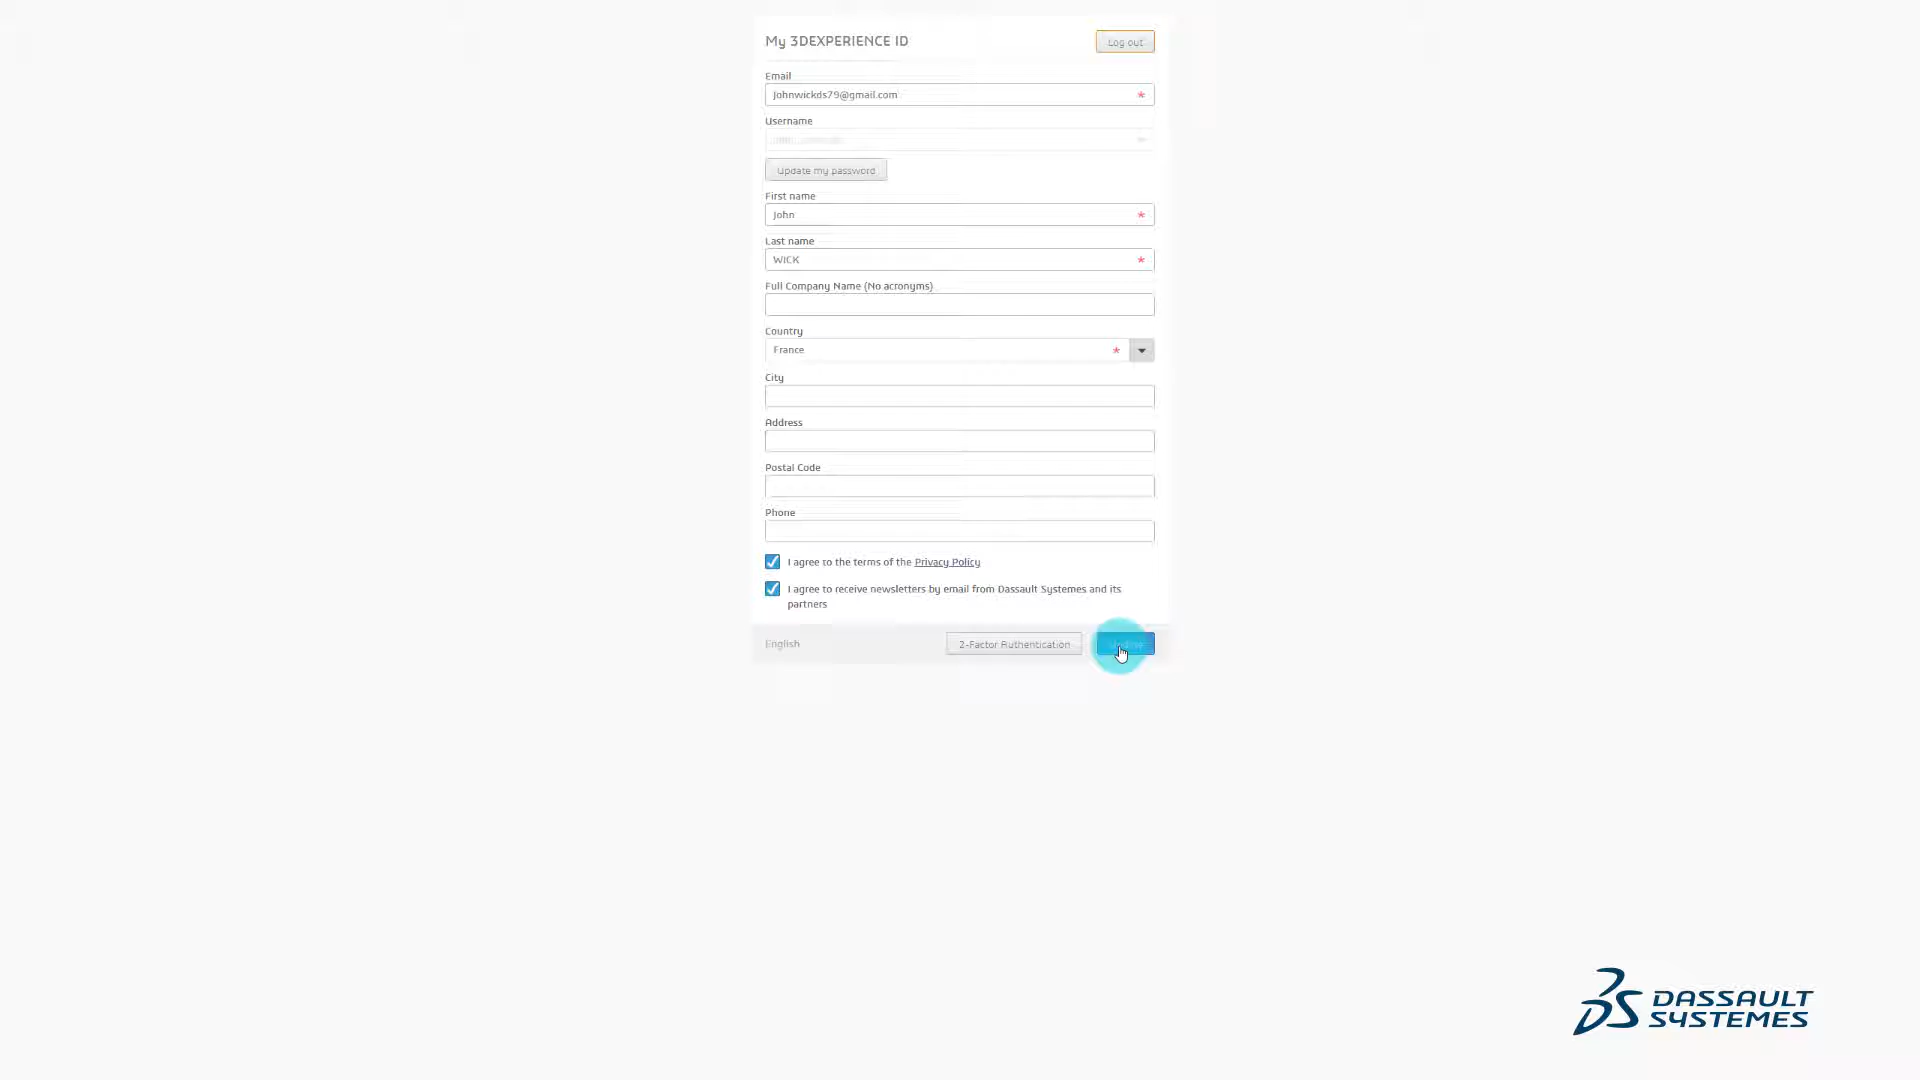 My 3DEXPERIENCE ID
Log out
Email
johnwickds79@gmail.com *
Username
Update my password
First name
John *
Last name
WICK *
Full Company Name (No acronyms)
Country
France *
City
Address
Postal Code
Phone
I agree to the terms of the Privacy Policy
I agree to receive newsletters by email from Dassault Systemes and its
partners
English
2-Factor Authentication
DASSAULT
SYSTEMES